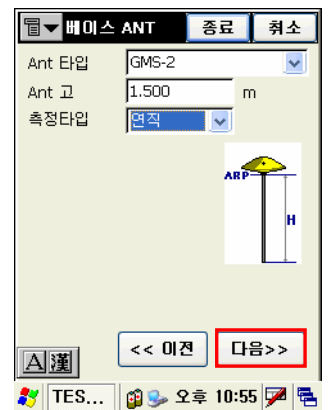 베이스 ANT 종료 취소
Ant 타입 GMS-2
Ant 고 1.500 m
측정타입 연직
ARP
H
<< 이전 다음>>
A 漢
TES... 오후 10:55